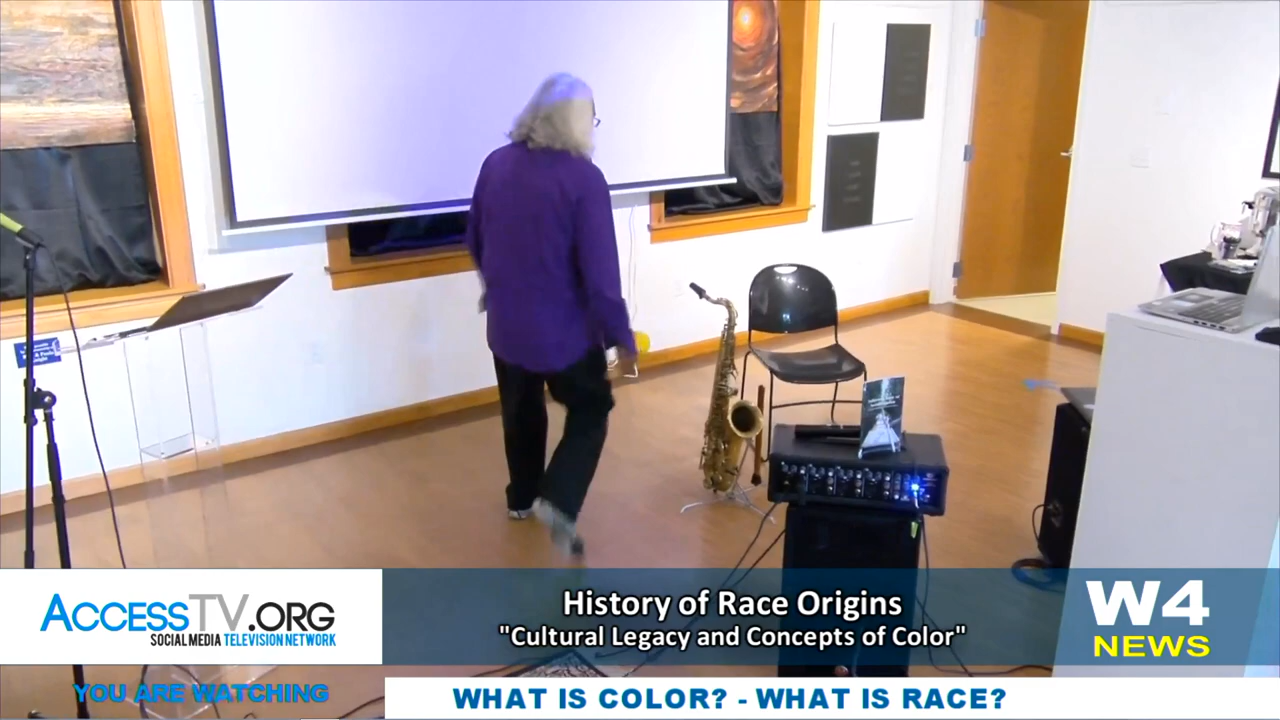 ACCESSTV.ORG
SOCIAL MEDIA TELEVISION NETWORK
History of Race Origins
"Cultural Legacy and Concepts of Color"
W4
NEWS
YOU ARE WATCHING
WHAT IS COLOR? - WHAT IS RACE?